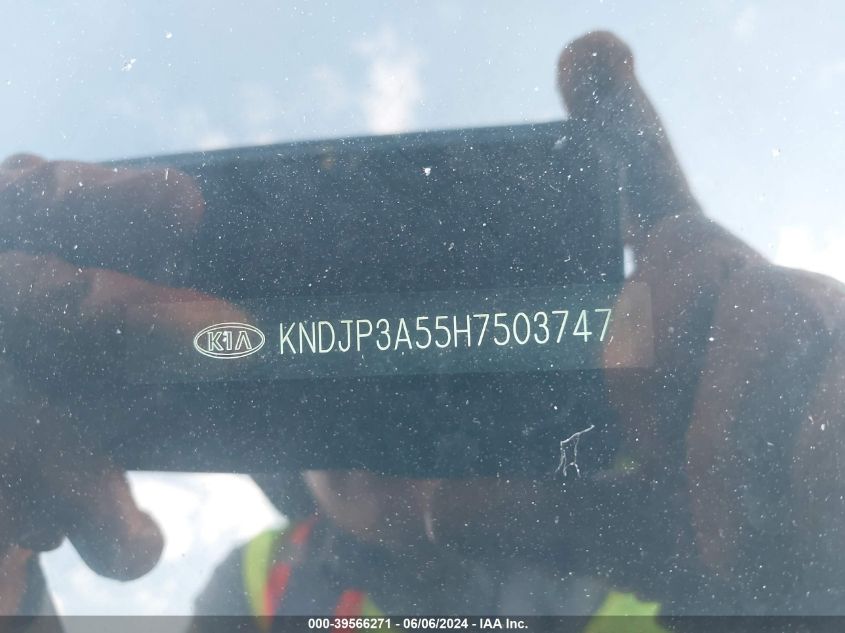 KIA KNDJP3A55H7503747
000-39566271 - 06/06/2024 - IAA Inc.